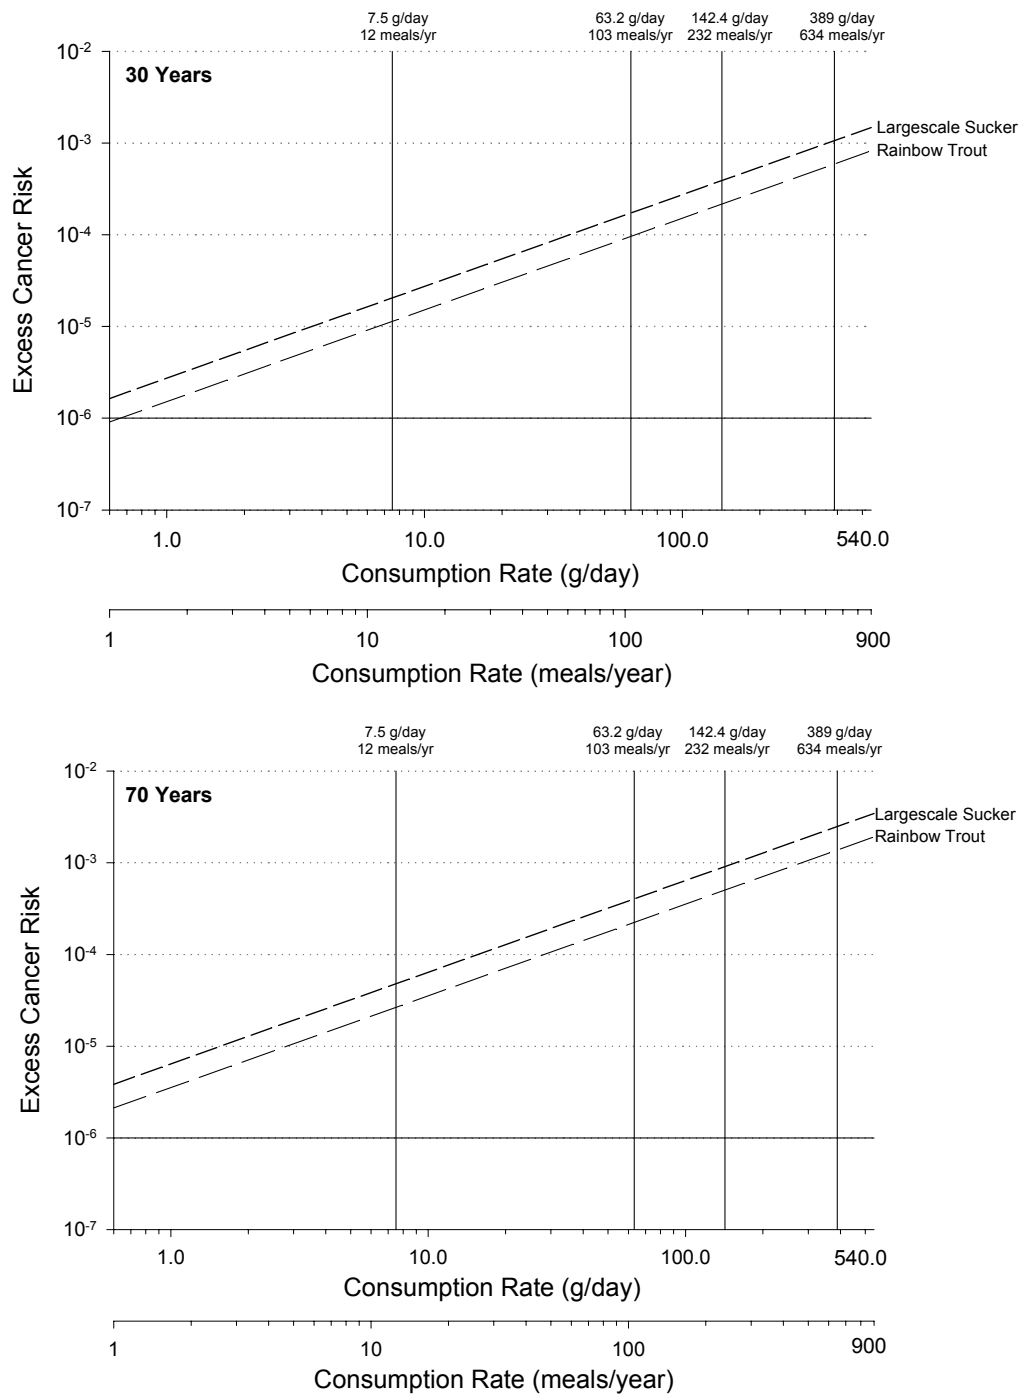 7.5 g/day 63.2 g/day 142.4 g/day 389 g/day
12 meals/yr 103 meals/yr 232 meals/yr 634 meals/yr
10-2
30 Years
10-3
Largescale Sucker
Rainbow Trout
10-4
10-5
10-6
10-7
Excess Cancer Risk
1.0 10.0 100.0 540.0
Consumption Rate (g/day)
1 10 100 900
Consumption Rate (meals/year)
7.5 g/day 63.2 g/day 142.4 g/day 389 g/day
12 meals/yr 103 meals/yr 232 meals/yr 634 meals/yr
10-2
70 Years
Largescale Sucker
Rainbow Trout
10-3
10-4
10-5
10-6
10-7
Excess Cancer Risk
1.0 10.0 100.0 540.0
Consumption Rate (g/day)
1 10 100 900
Consumption Rate (meals/year)